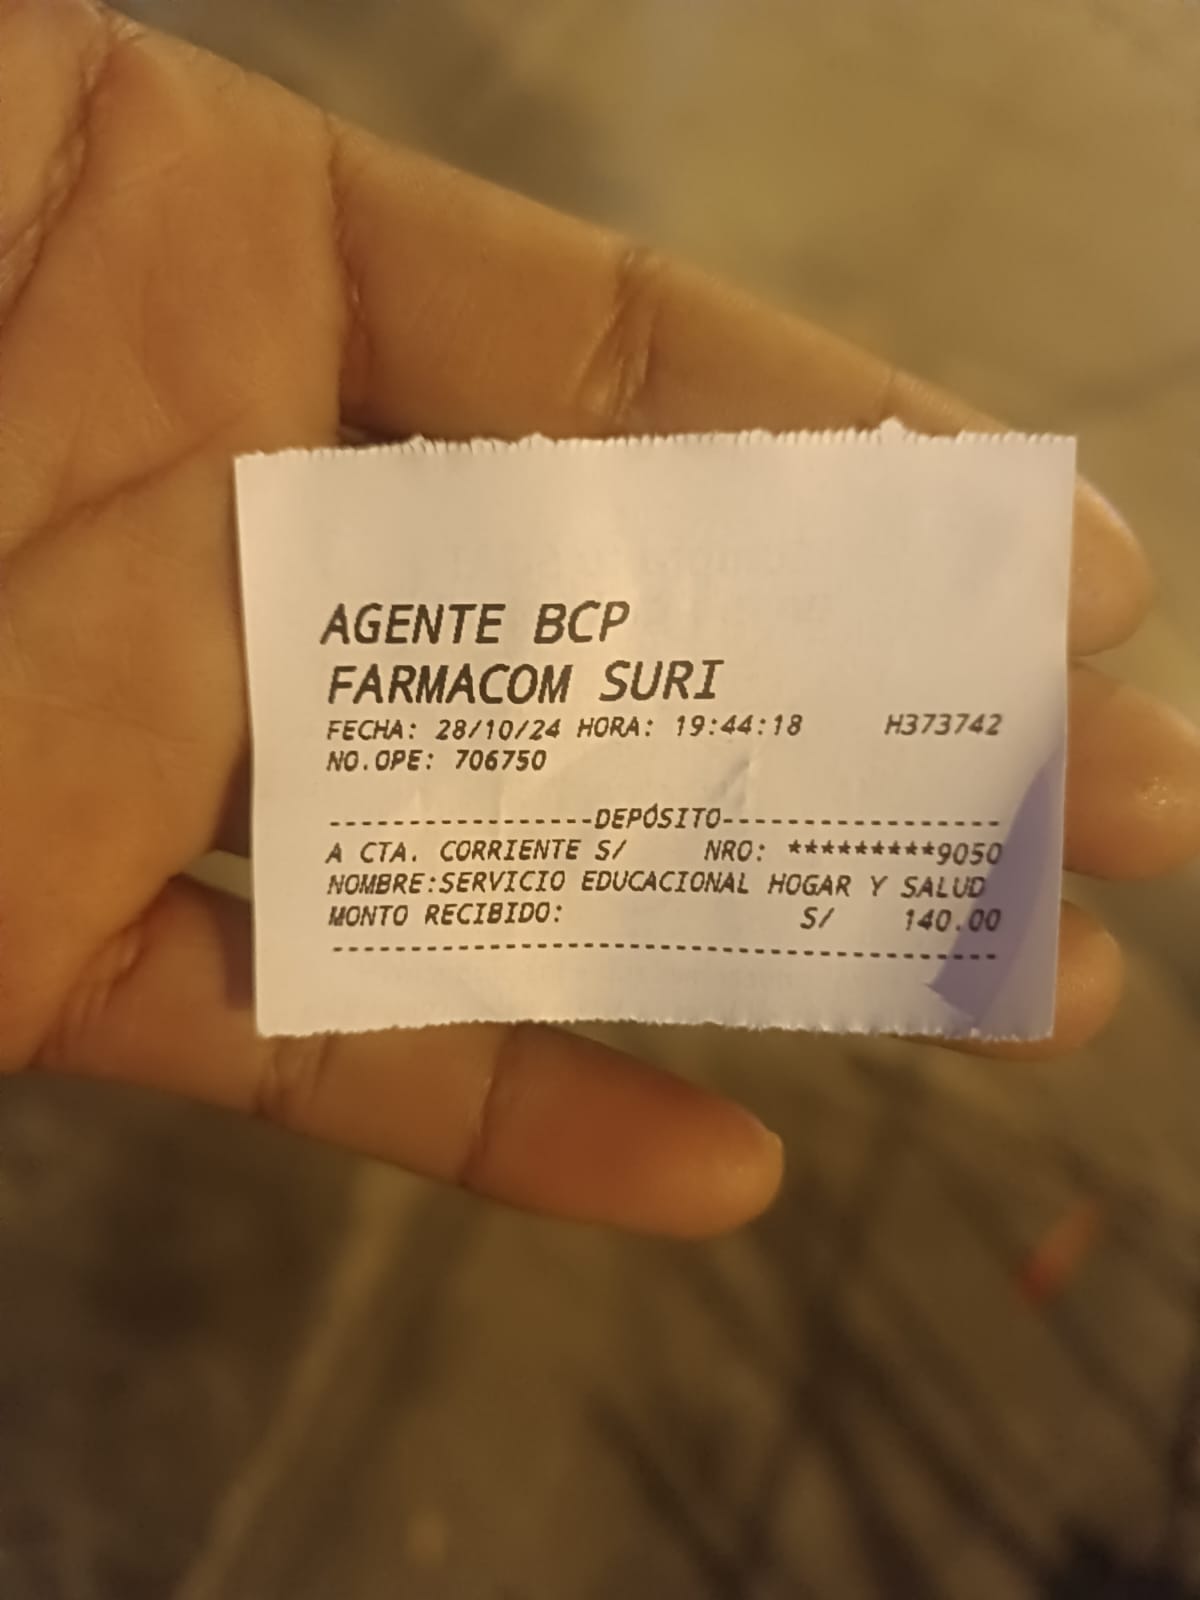 AGENTE BCP
FARMACOM SURI
FECHA: 28/10/24 HORA: 19:44:18 H373742
NO.OPE: 706750
-----------------DEPÓSITO------------------
A CTA. CORRIENTE S/ NRO: *********9050
NOMBRE:SERVICIO EDUCACIONAL HOGAR Y SALUD
MONTO RECIBIDO: S/ 140.00
-------------------------------------------